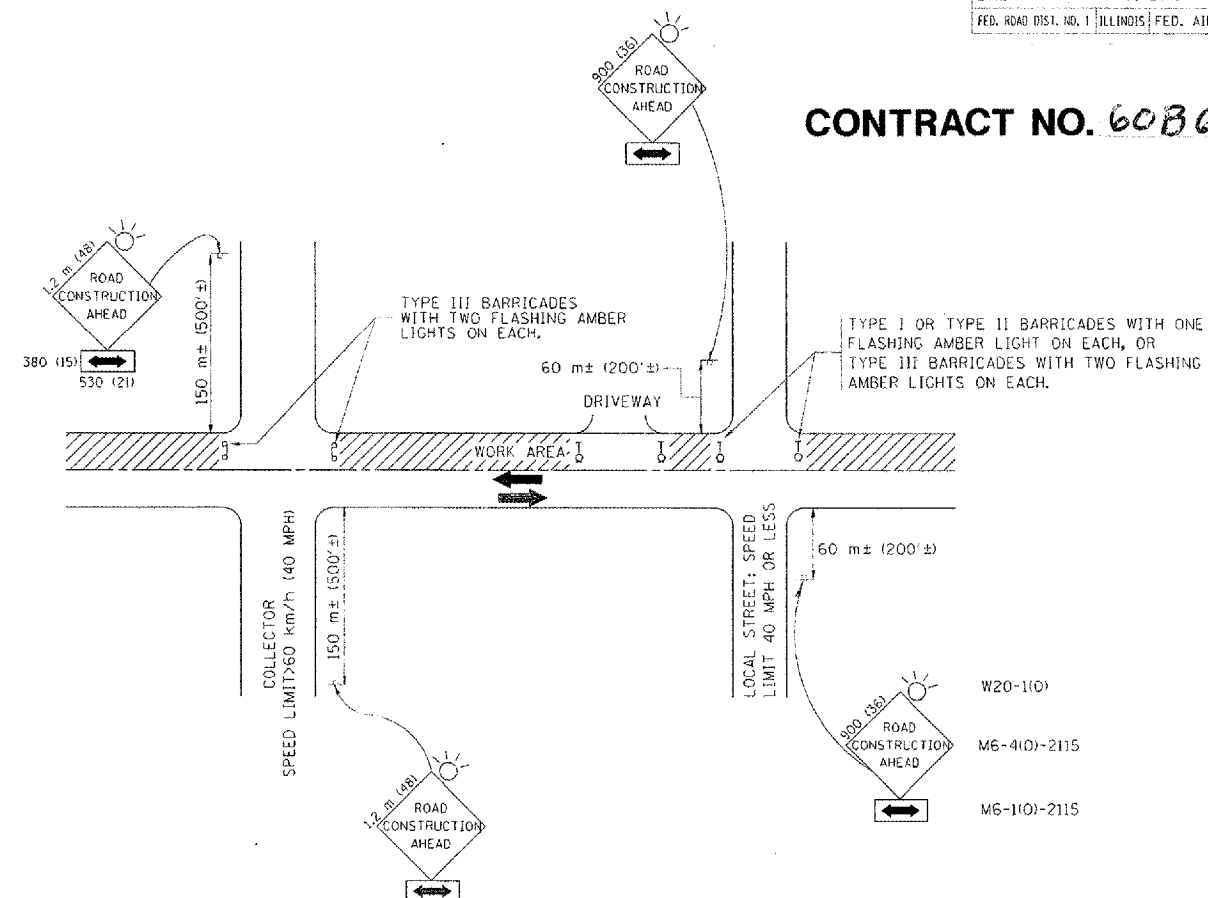 FED. ROAD DIST. NO. 1 ILLINOIS FED. AI
CONTRACT NO. 60B
900 (36)
ROAD
CONSTRUCTION
AHEAD
1.2 m (48)
ROAD
CONSTRUCTION
AHEAD
380 (15)
530 (21)
150 m± (500'±)
TYPE III BARRICADES
WITH TWO FLASHING AMBER
LIGHTS ON EACH.
60 m± (200'±)
DRIVEWAY
TYPE I OR TYPE II BARRICADES WITH ONE
FLASHING AMBER LIGHT ON EACH, OR
TYPE III BARRICADES WITH TWO FLASHING
AMBER LIGHTS ON EACH.
WORK AREA
COLLECTOR
SPEED LIMIT>60 km/h (40 MPH)
150 m± (500'±)
LOCAL STREET: SPEED
LIMIT 40 MPH OR LESS
60 m± (200'±)
1.2 m (48)
ROAD
CONSTRUCTION
AHEAD
900 (36)
ROAD
CONSTRUCTION
AHEAD
W20-1(O)
M6-4(O)-2115
M6-1(O)-2115